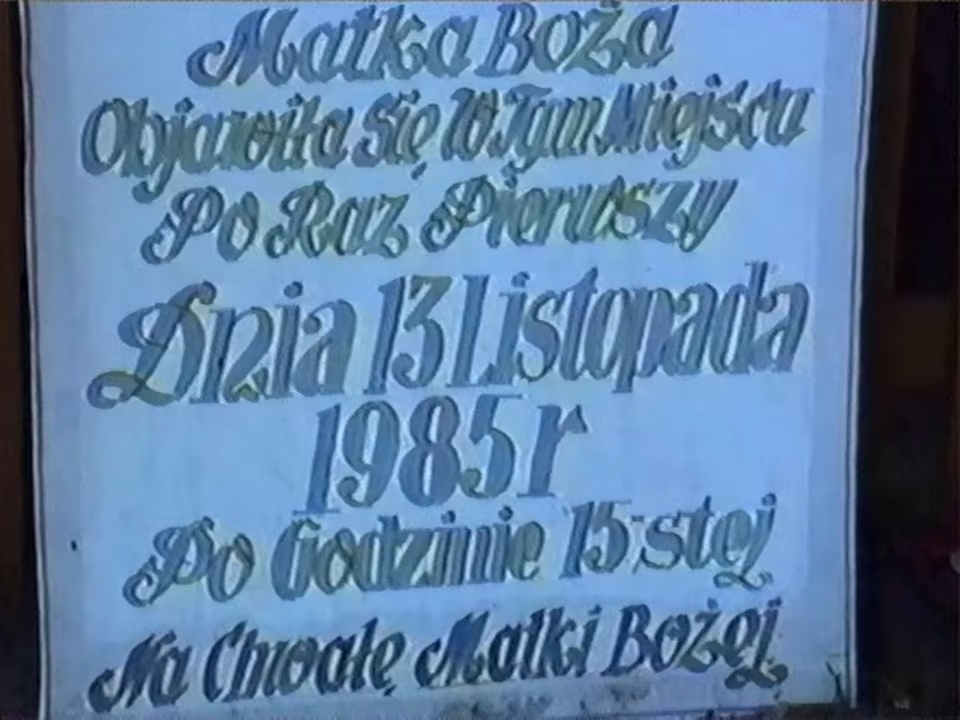 Matka Boża
Objawiła Się W Tym Miejscu
Po Raz Pierwszy
Dnia 13 Listopada
1985 r
Po Godzinie 15-stej
Na Chwałę Matki Bożej